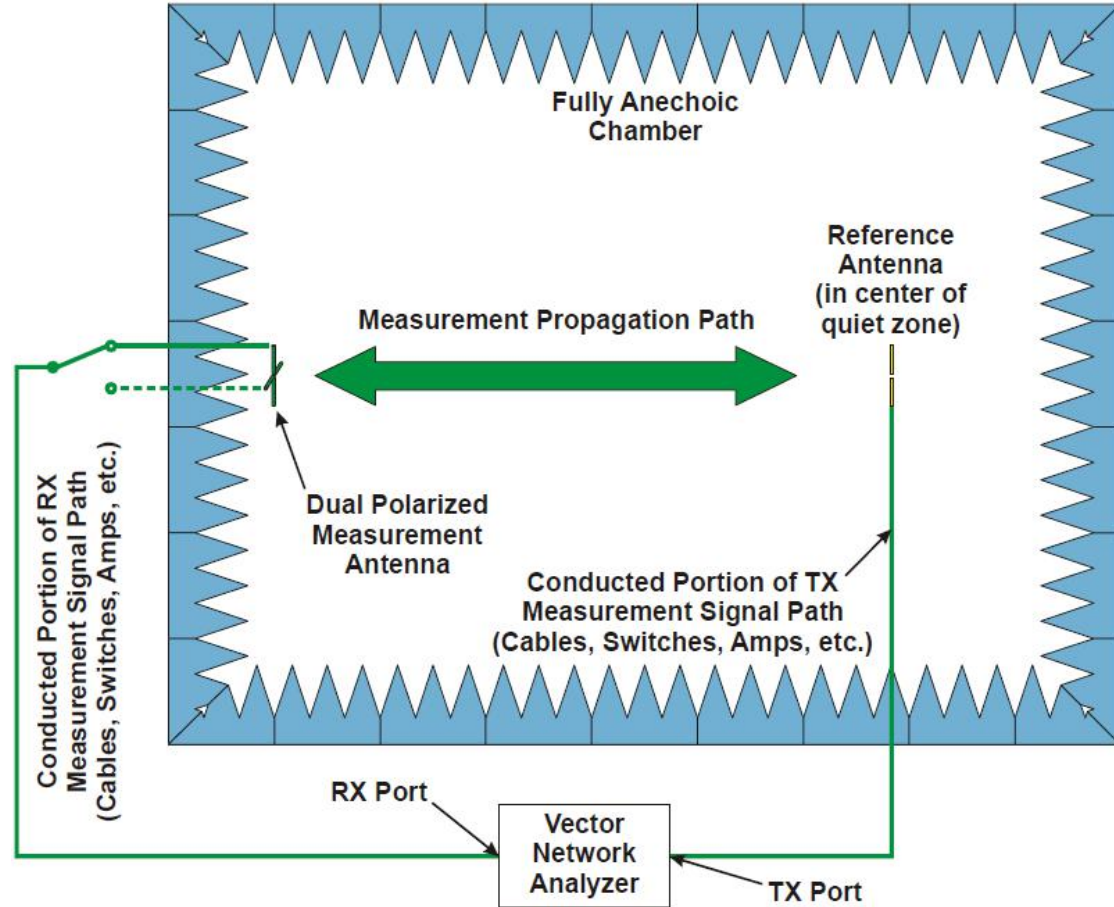 Fully Anechoic
Chamber
Reference
Antenna
(in center of
quiet zone)
Measurement Propagation Path
Dual Polarized
Measurement
Antenna
Conducted Portion of TX
Measurement Signal Path
(Cables, Switches, Amps, etc.)
Conducted Portion of RX
Measurement Signal Path
(Cables, Switches, Amps, etc.)
RX Port
Vector
Network
Analyzer
TX Port